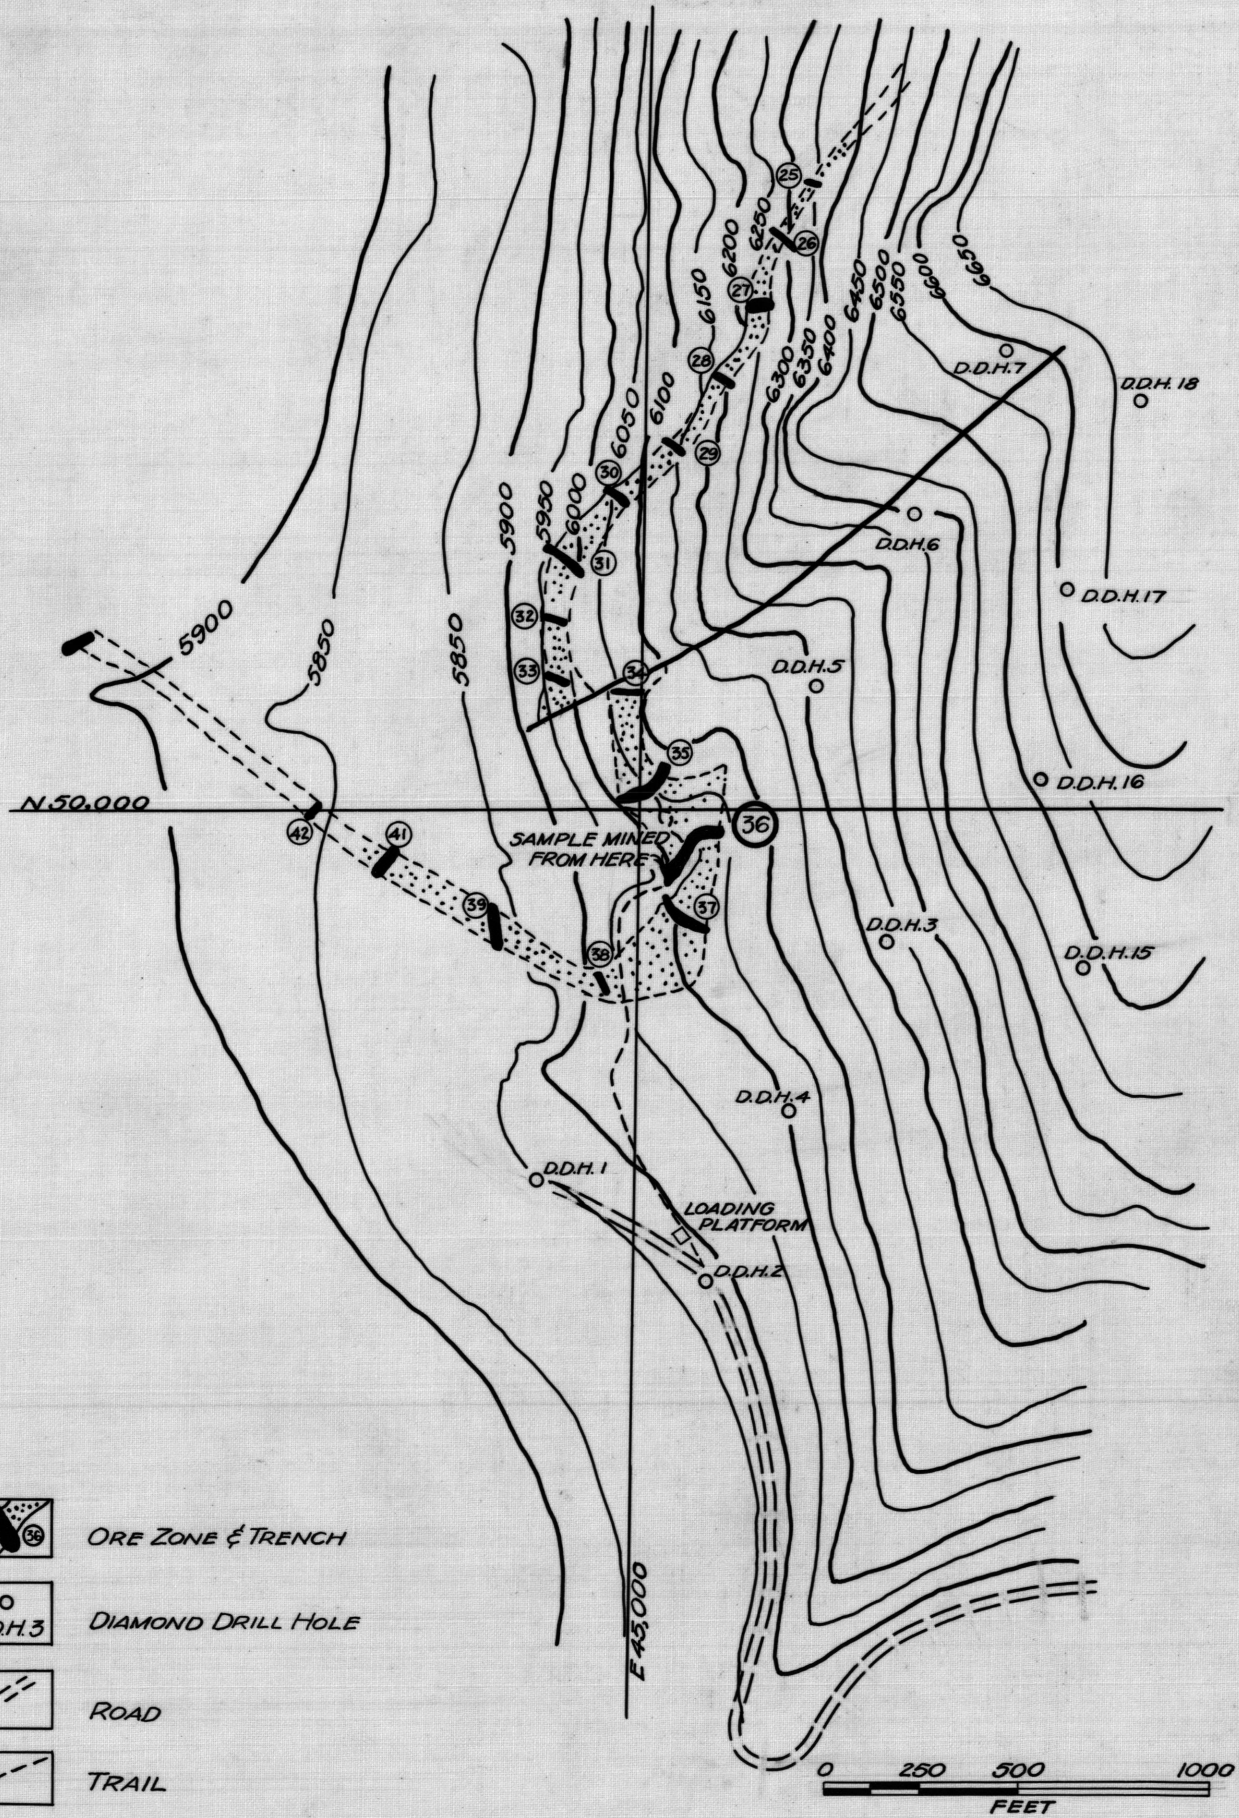 25
26
6250
6200
27
6150
6650
6600
6550
6500
6450
6400
6350
6300
28
D.D.H.7
D.D.H. 18
6100
6050
29
30
6000
5950
5900
31
D.D.H.6
32
D.D.H.17
5900
5850
5850
33
34
D.D.H.5
35
D.D.H.16
N 50.000
42
41
36
SAMPLE MINED
FROM HERE
39
37
38
D.D.H.3
D.D.H.15
D.D.H.4
D.D.H. 1
LOADING
PLATFORM
D.D.H.2
36
ORE ZONE & TRENCH
D.H.3
DIAMOND DRILL HOLE
E 45,000
ROAD
TRAIL
0 250 500 1000
FEET